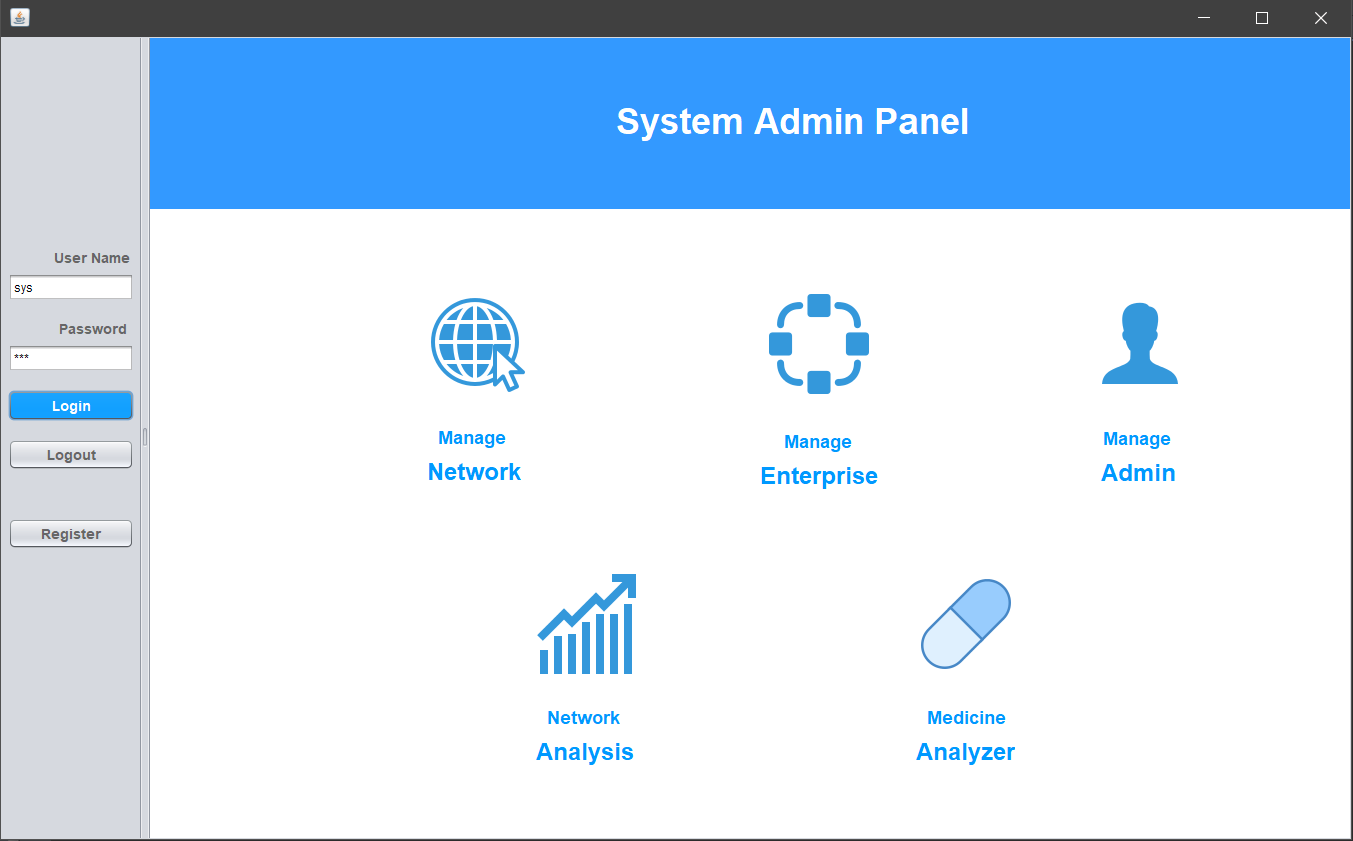 System Admin Panel
User Name
sys
Password
***
Login
Logout
Register
Manage
Network
Manage
Enterprise
Manage
Admin
Network
Analysis
Medicine
Analyzer